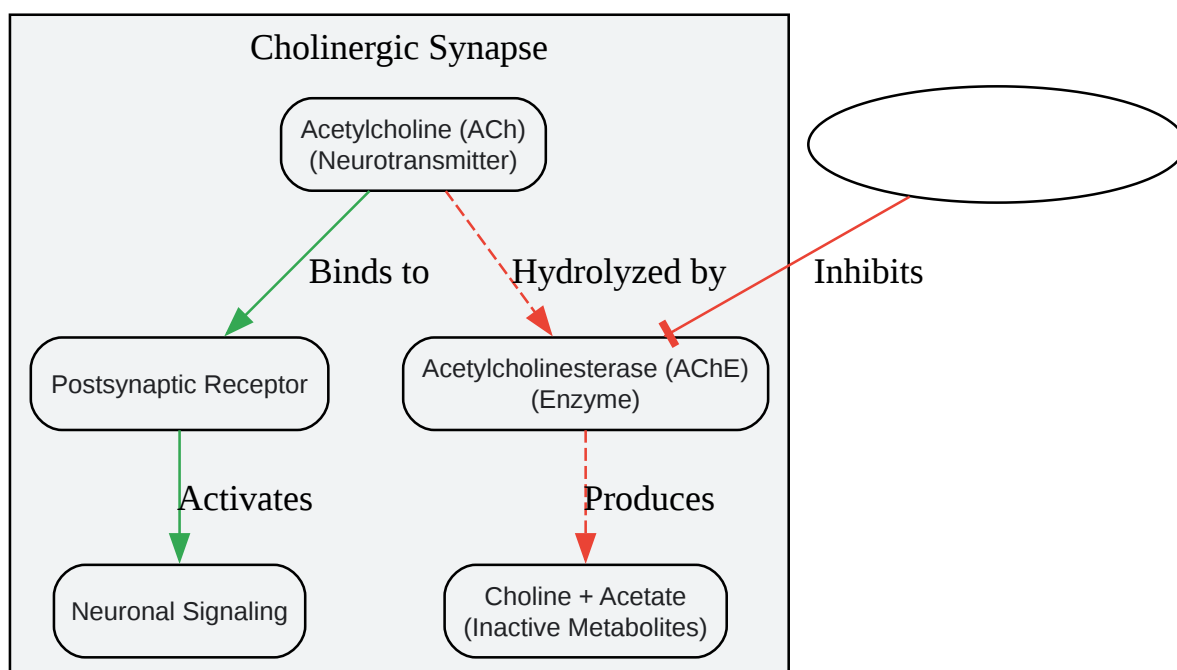 Cholinergic Synapse
Acetylcholine (ACh)
(Neurotransmitter)
Binds to
Hydrolyzed by
Inhibits
Postsynaptic Receptor
Acetylcholinesterase (AChE)
(Enzyme)
Activates
Produces
Neuronal Signaling
Choline + Acetate
(Inactive Metabolites)